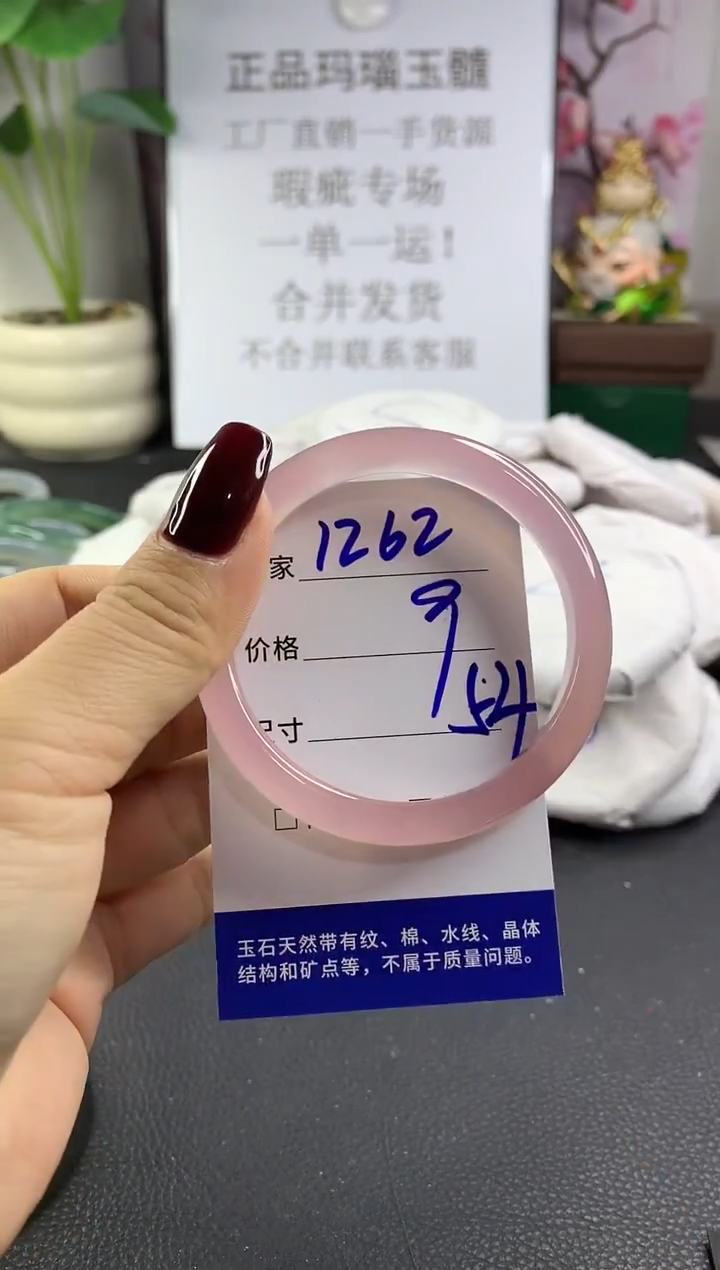 正品玛瑙玉髓
工厂直销一手货源
瑕疵专场
一单一运！
合并发货
不合并联系客服
家 1262
价格 9
尺寸 54
玉石天然带有纹、棉、水线、晶体
结构和矿点等，不属于质量问题。